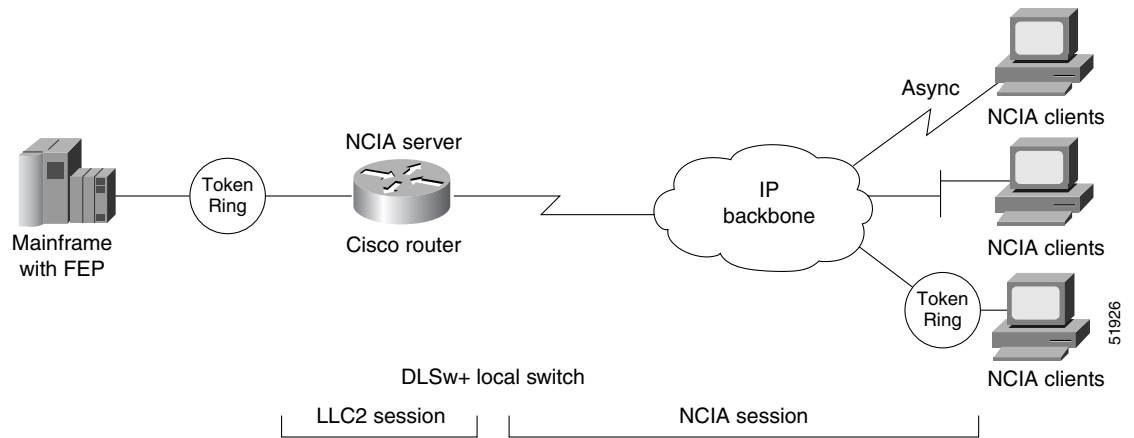 Async
NCIA clients
NCIA server
Token
Ring
IP
backbone
Mainframe
with FEP
Cisco router
NCIA clients
Token
Ring
51926
NCIA clients
DLSw+ local switch
LLC2 session
NCIA session